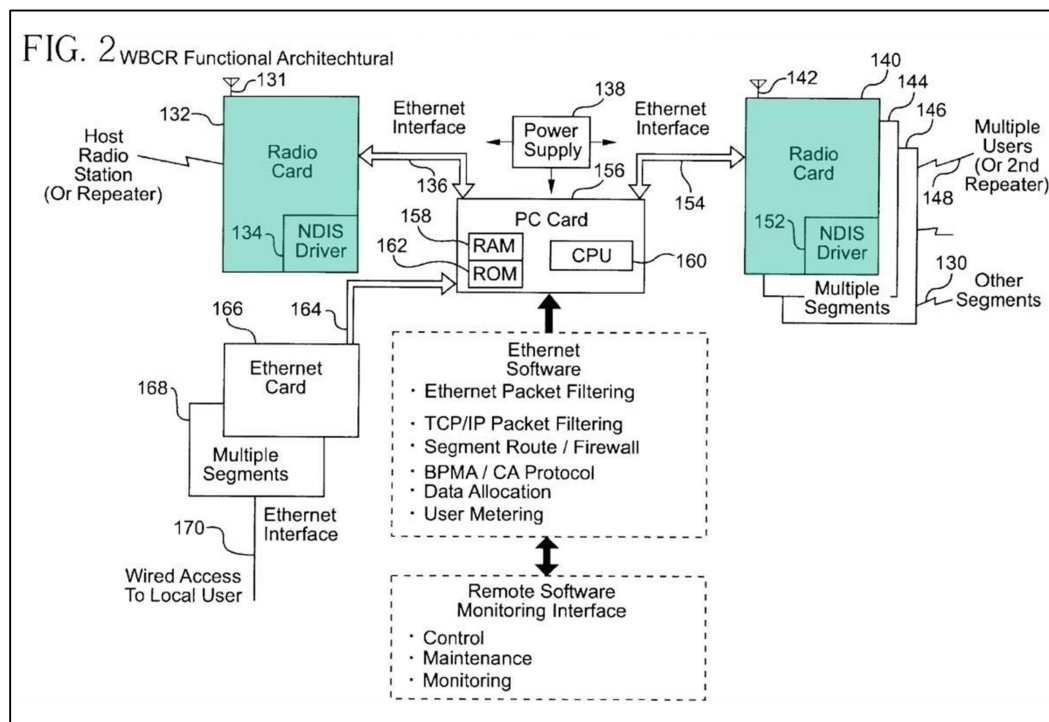 FIG. 2 WBCR Functional Architechtural
131
132
Host
Radio
Station
(Or Repeater)
Radio
Card
134
NDIS
Driver
Ethernet
Interface
136
138
Power
Supply
Ethernet
Interface
154
156
PC Card
158
RAM
162
ROM
CPU
160
142
140
144
146
Radio
Card
152
NDIS
Driver
Multiple
Segments
Multiple
Users
(Or 2nd
Repeater)
148
130
Other
Segments
164
166
Ethernet
Card
168
Multiple
Segments
170
Ethernet
Interface
Wired Access
To Local User
Ethernet
Software
· Ethernet Packet Filtering
· TCP/IP Packet Filtering
· Segment Route / Firewall
· BPMA / CA Protocol
· Data Allocation
· User Metering
Remote Software
Monitoring Interface
· Control
· Maintenance
· Monitoring